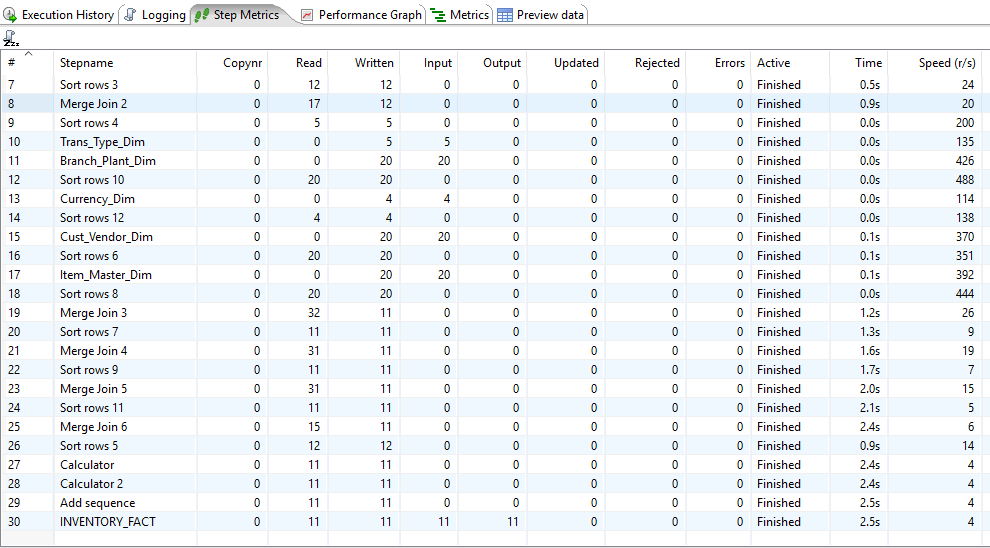 Execution History Logging Step Metrics Performance Graph Metrics Preview data
# Stepname Copynr Read Written Input Output Updated Rejected Errors Active Time Speed (r/s)
7 Sort rows 3 0 12 12 0 0 0 0 0 Finished 0.5s 24
8 Merge Join 2 0 17 12 0 0 0 0 0 Finished 0.9s 20
9 Sort rows 4 0 5 5 0 0 0 0 0 Finished 0.0s 200
10 Trans_Type_Dim 0 0 5 5 0 0 0 0 Finished 0.0s 135
11 Branch_Plant_Dim 0 0 20 20 0 0 0 0 Finished 0.0s 426
12 Sort rows 10 0 20 20 0 0 0 0 0 Finished 0.0s 488
13 Currency_Dim 0 0 4 4 0 0 0 0 Finished 0.0s 114
14 Sort rows 12 0 4 4 0 0 0 0 0 Finished 0.0s 138
15 Cust_Vendor_Dim 0 0 20 20 0 0 0 0 Finished 0.1s 370
16 Sort rows 6 0 20 20 0 0 0 0 0 Finished 0.1s 351
17 Item_Master_Dim 0 0 20 20 0 0 0 0 Finished 0.1s 392
18 Sort rows 8 0 20 20 0 0 0 0 0 Finished 0.0s 444
19 Merge Join 3 0 32 11 0 0 0 0 0 Finished 1.2s 26
20 Sort rows 7 0 11 11 0 0 0 0 0 Finished 1.3s 9
21 Merge Join 4 0 31 11 0 0 0 0 0 Finished 1.6s 19
22 Sort rows 9 0 11 11 0 0 0 0 0 Finished 1.7s 7
23 Merge Join 5 0 31 11 0 0 0 0 0 Finished 2.0s 15
24 Sort rows 11 0 11 11 0 0 0 0 0 Finished 2.1s 5
25 Merge Join 6 0 15 11 0 0 0 0 0 Finished 2.4s 6
26 Sort rows 5 0 12 12 0 0 0 0 0 Finished 0.9s 14
27 Calculator 0 11 11 0 0 0 0 0 Finished 2.4s 4
28 Calculator 2 0 11 11 0 0 0 0 0 Finished 2.4s 4
29 Add sequence 0 11 11 0 0 0 0 0 Finished 2.5s 4
30 INVENTORY_FACT 0 11 11 11 11 0 0 0 Finished 2.5s 4